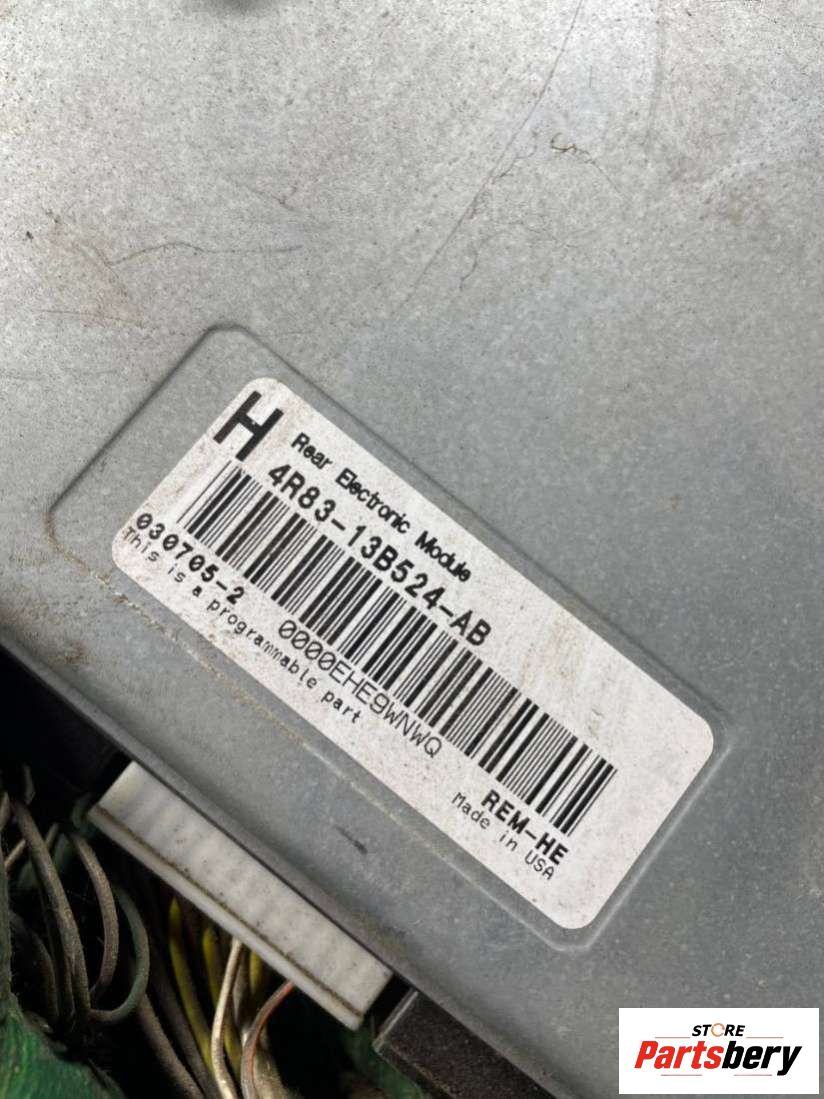 H
Rear Electronic Module
4R83-13B524-AB
030705-2
0000EHE9WNWQ
REM-HE
This is a programmable part
Made in USA
STORE
Partsbery